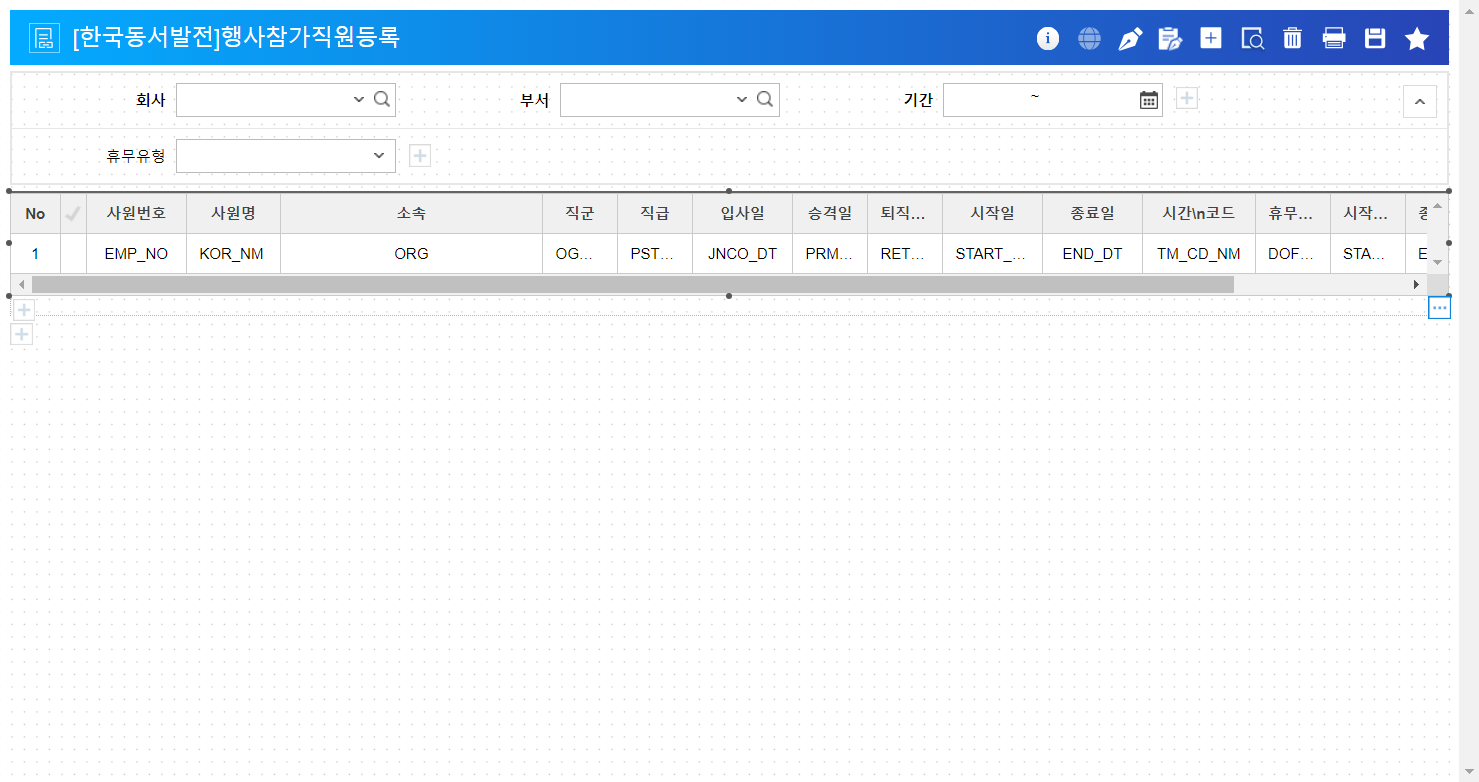 [한국동서발전]행사참가직원등록
회사 부서 기간 ~
휴무유형
No 사원번호 사원명 소속 직군 직급 입사일 승격일 퇴직... 시작일 종료일 시간\n코드 휴무... 시작...
1 EMP_NO KOR_NM ORG OG... PST... JNCO_DT PRM... RET... START_... END_DT TM_CD_NM DOF... STA... E